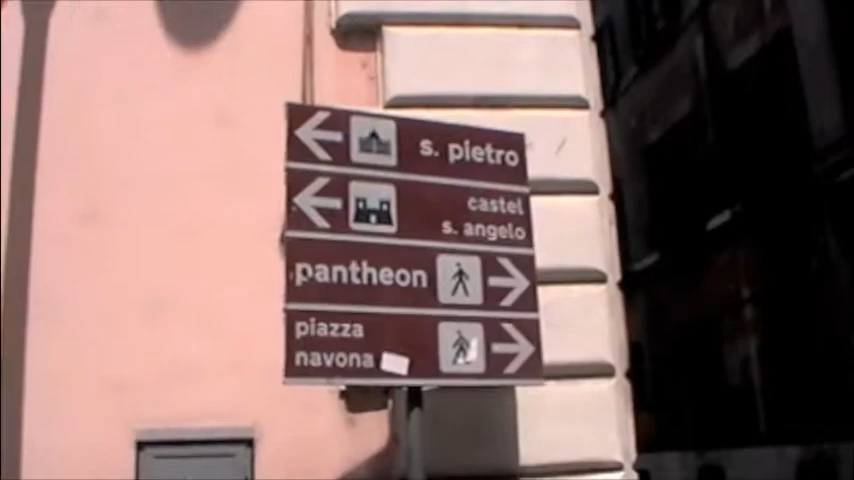 s. pietro
castel
s. angelo
pantheon
piazza
navona